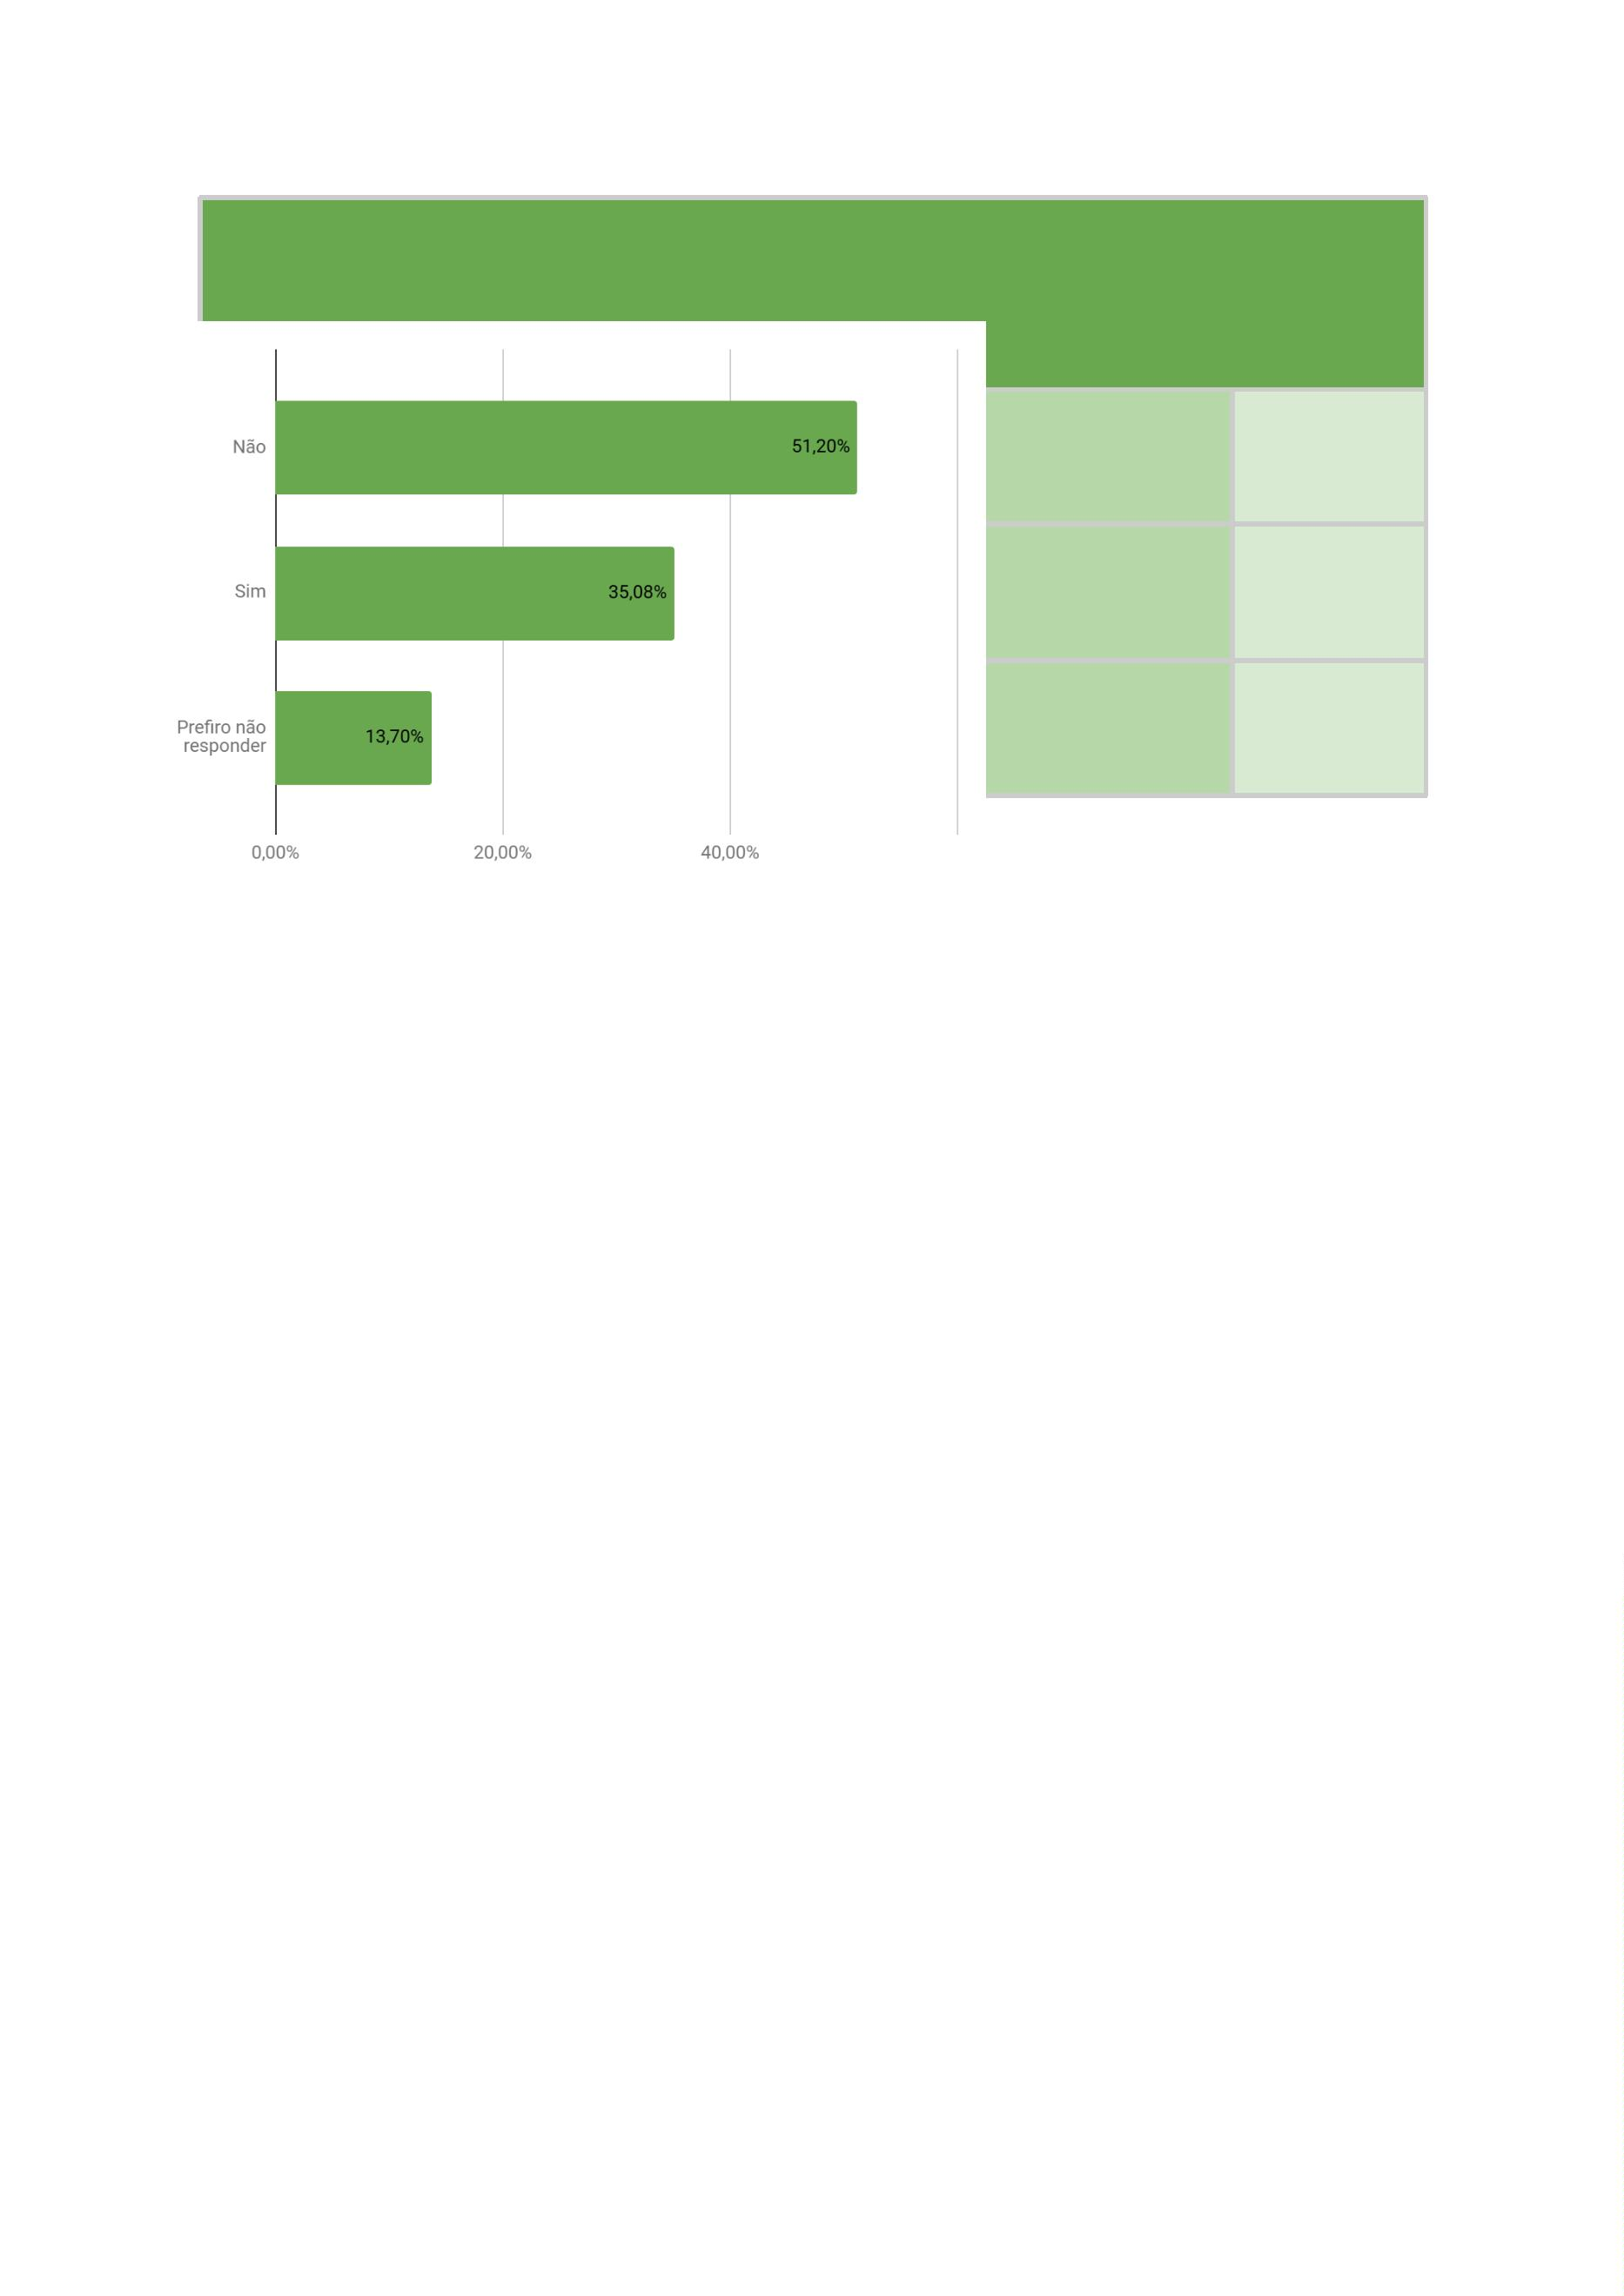 Não
51,20%
Sim
35,08%
Prefiro não
responder
13,70%
0,00%
20,00%
40,00%